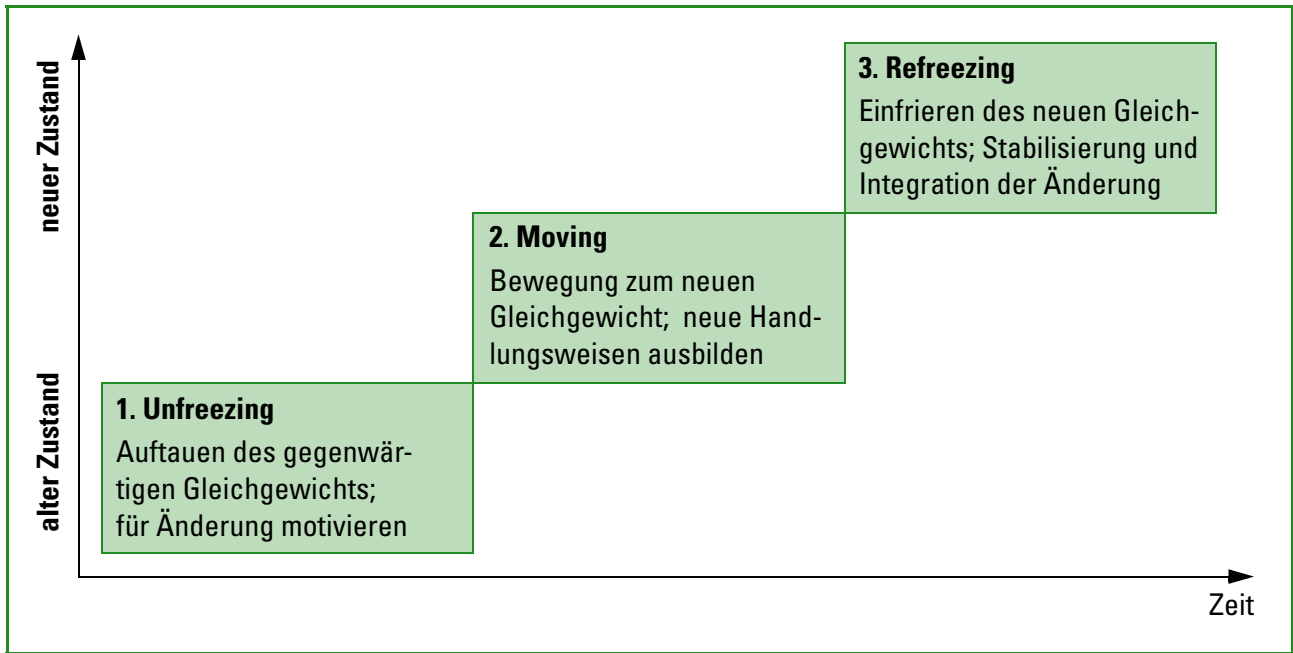 neuer Zustand
alter Zustand
3. Refreezing
Einfrieren des neuen Gleich-
gewichts; Stabilisierung und
Integration der Änderung
2. Moving
Bewegung zum neuen
Gleichgewicht; neue Hand-
lungsweisen ausbilden
1. Unfreezing
Auftauen des gegenwär-
tigen Gleichgewichts;
für Änderung motivieren
Zeit